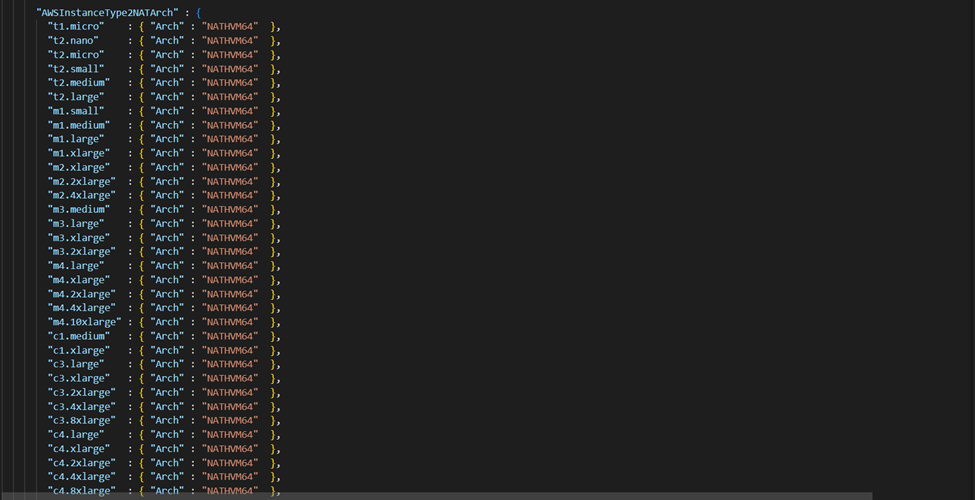 "AWSInstanceType2NATArch" : {
"t1.micro" : { "Arch" : "NATHVM64" },
"t2.nano" : { "Arch" : "NATHVM64" },
"t2.micro" : { "Arch" : "NATHVM64" },
"t2.small" : { "Arch" : "NATHVM64" },
"t2.medium" : { "Arch" : "NATHVM64" },
"t2.large" : { "Arch" : "NATHVM64" },
"m1.small" : { "Arch" : "NATHVM64" },
"m1.medium" : { "Arch" : "NATHVM64" },
"m1.large" : { "Arch" : "NATHVM64" },
"m1.xlarge" : { "Arch" : "NATHVM64" },
"m2.xlarge" : { "Arch" : "NATHVM64" },
"m2.2xlarge" : { "Arch" : "NATHVM64" },
"m2.4xlarge" : { "Arch" : "NATHVM64" },
"m3.medium" : { "Arch" : "NATHVM64" },
"m3.large" : { "Arch" : "NATHVM64" },
"m3.xlarge" : { "Arch" : "NATHVM64" },
"m3.2xlarge" : { "Arch" : "NATHVM64" },
"m4.large" : { "Arch" : "NATHVM64" },
"m4.xlarge" : { "Arch" : "NATHVM64" },
"m4.2xlarge" : { "Arch" : "NATHVM64" },
"m4.4xlarge" : { "Arch" : "NATHVM64" },
"m4.10xlarge" : { "Arch" : "NATHVM64" },
"c1.medium" : { "Arch" : "NATHVM64" },
"c1.xlarge" : { "Arch" : "NATHVM64" },
"c3.large" : { "Arch" : "NATHVM64" },
"c3.xlarge" : { "Arch" : "NATHVM64" },
"c3.2xlarge" : { "Arch" : "NATHVM64" },
"c3.4xlarge" : { "Arch" : "NATHVM64" },
"c3.8xlarge" : { "Arch" : "NATHVM64" },
"c4.large" : { "Arch" : "NATHVM64" },
"c4.xlarge" : { "Arch" : "NATHVM64" },
"c4.2xlarge" : { "Arch" : "NATHVM64" },
"c4.4xlarge" : { "Arch" : "NATHVM64" },
"c4.8xlarge" : { "Arch" : "NATHVM64" },